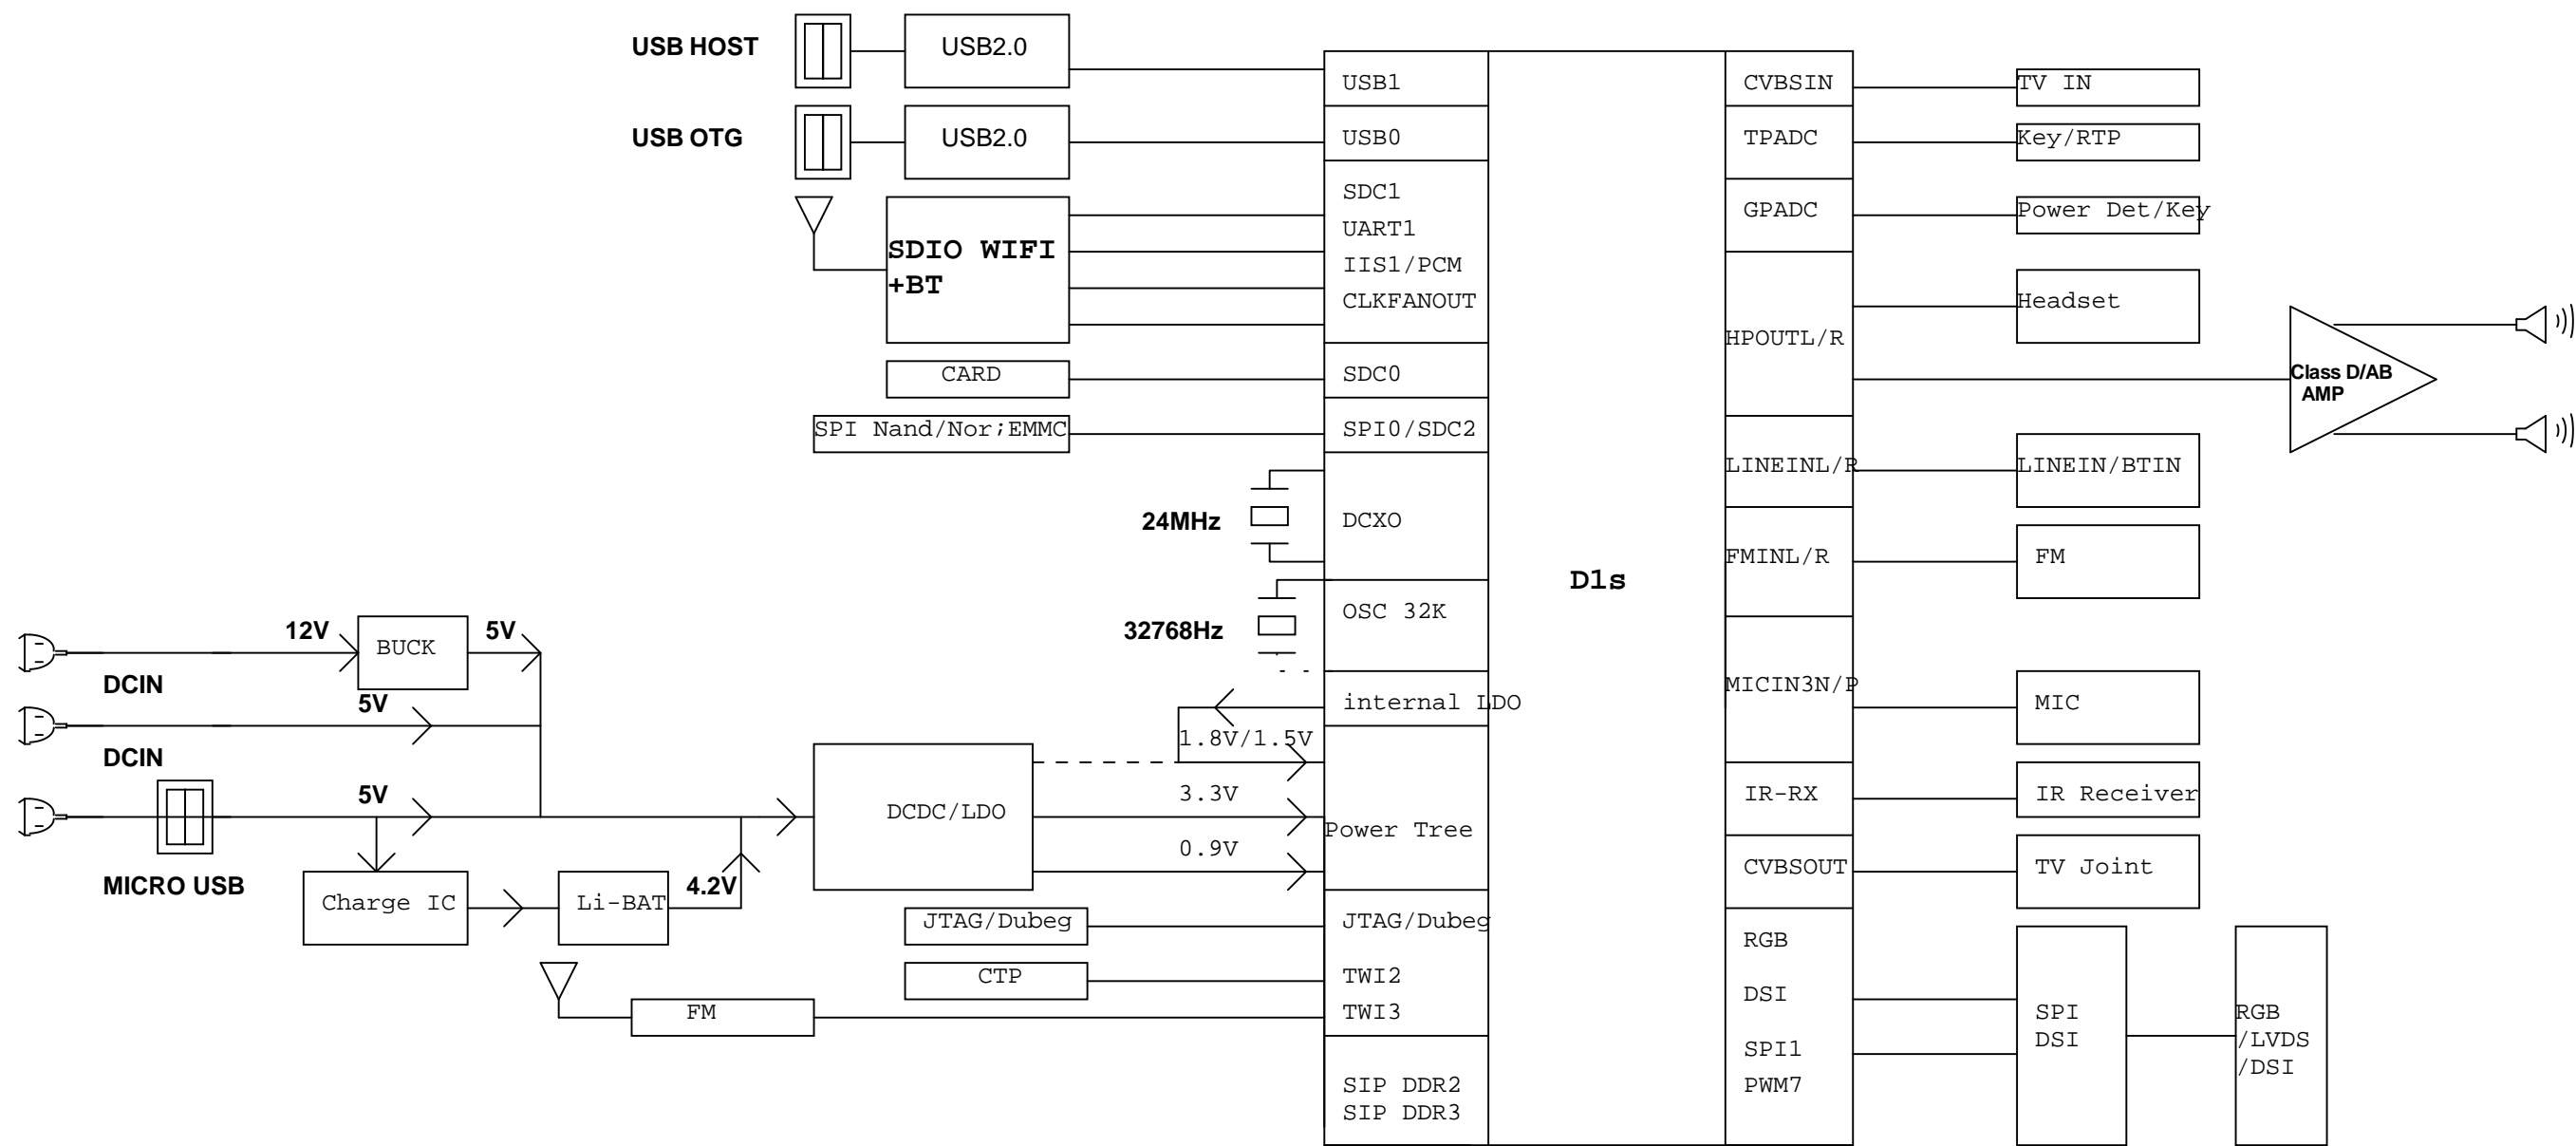 USB HOST
USB2.0
USB1
USB OTG
USB2.0
USB0
SDIO WIFI
+BT
SDC1
UART1
IIS1/PCM
CLKFANOUT
CARD
SDC0
SPI Nand/Nor;EMMC
SPI0/SDC2
24MHz
DCXO
32768Hz
OSC 32K
internal LDO
12V
BUCK
5V
DCIN
5V
DCIN
5V
MICRO USB
Charge IC
Li-BAT
4.2V
DCDC/LDO
1.8V/1.5V
3.3V
0.9V
Power Tree
JTAG/Dubeg
JTAG/Dubeg
CTP
TWI2
FM
TWI3
SIP DDR2
SIP DDR3
D1s
CVBSIN
TV IN
TPADC
Key/RTP
GPADC
Power Det/Key
HPOUTL/R
Headset
Class D/AB
AMP
LINEINL/R
LINEIN/BTIN
FMINL/R
FM
MICIN3N/P
MIC
IR-RX
IR Receiver
CVBSOUT
TV Joint
RGB
DSI
SPI1
PWM7
SPI
DSI
RGB
/LVDS
/DSI